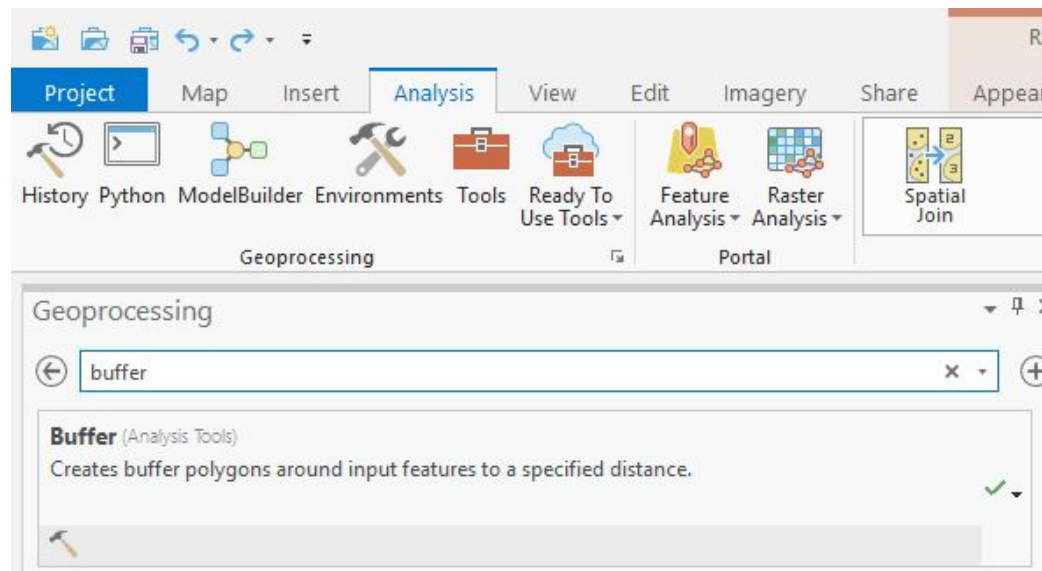 R
Project Map Insert Analysis View Edit Imagery Share Appear
History Python ModelBuilder Environments Tools Ready To Use Tools Feature Analysis Raster Analysis Spatial Join
Geoprocessing Portal
Geoprocessing
buffer
Buffer (Analysis Tools)
Creates buffer polygons around input features to a specified distance.